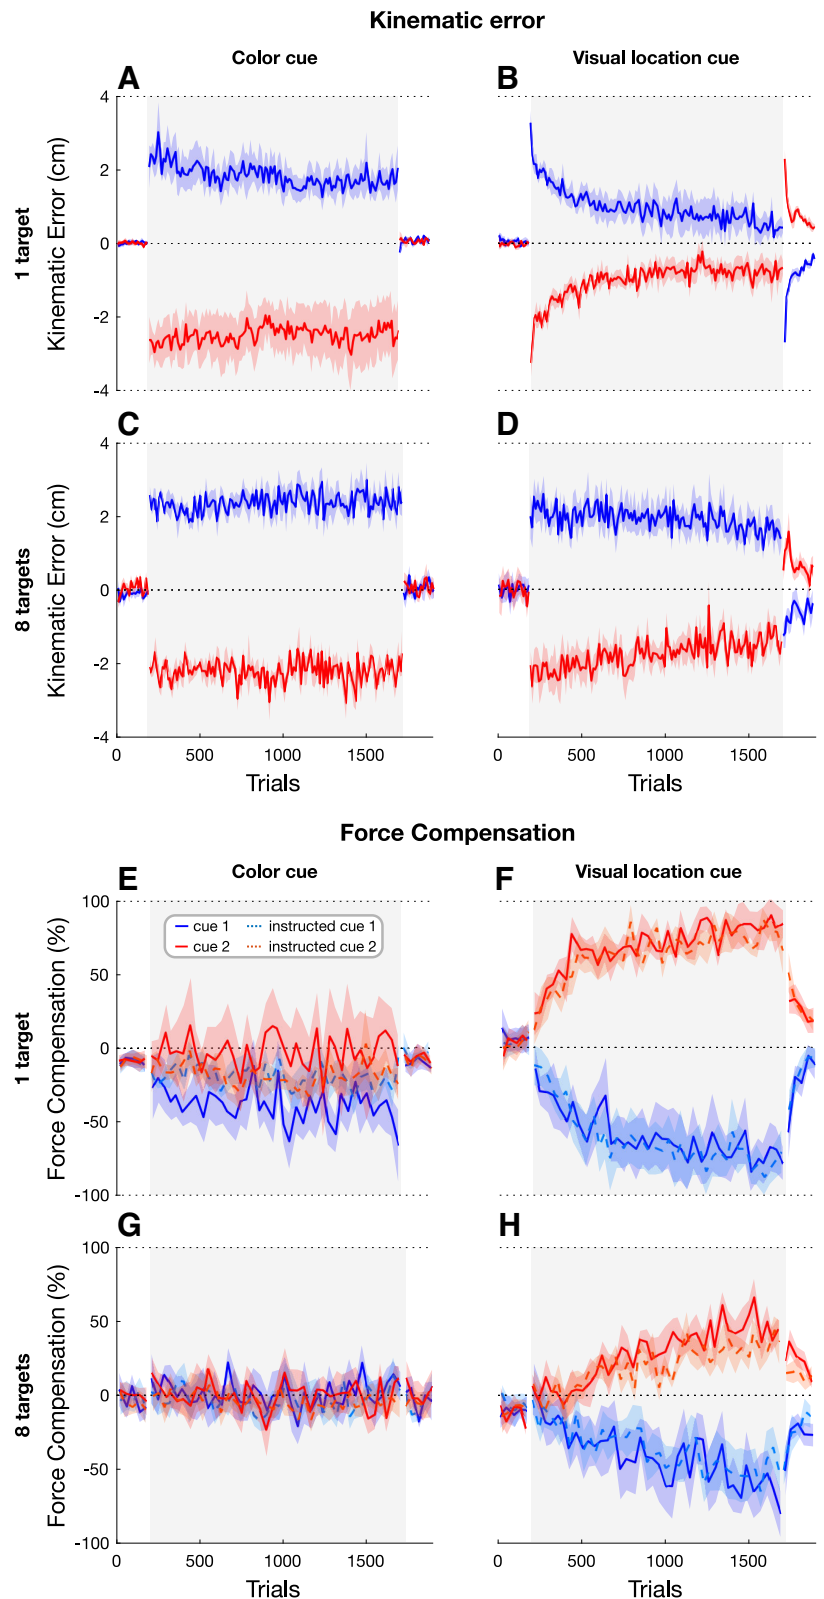 Kinematic error
Color cue
Visual location cue
A
B
1 target
Kinematic Error (cm)
4
2
0
-2
-4
C
D
8 targets
Kinematic Error (cm)
4
2
0
-2
-4
0 500 1000 1500
0 500 1000 1500
Trials
Trials
Force Compensation
Color cue
Visual location cue
E
F
1 target
Force Compensation (%)
100
50
0
-50
-100
cue 1 instructed cue 1
cue 2 instructed cue 2
G
H
8 targets
Force Compensation (%)
100
50
0
-50
-100
0 500 1000 1500
0 500 1000 1500
Trials
Trials